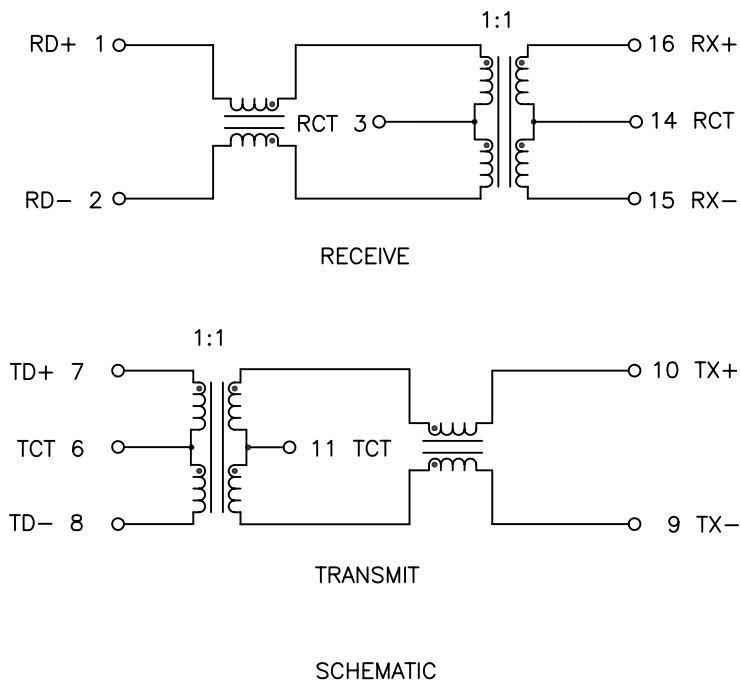 1:1
RD+ 1
16 RX+
RCT 3
14 RCT
RD− 2
15 RX−
RECEIVE
1:1
TD+ 7
10 TX+
TCT 6
11 TCT
TD− 8
9 TX−
TRANSMIT
SCHEMATIC